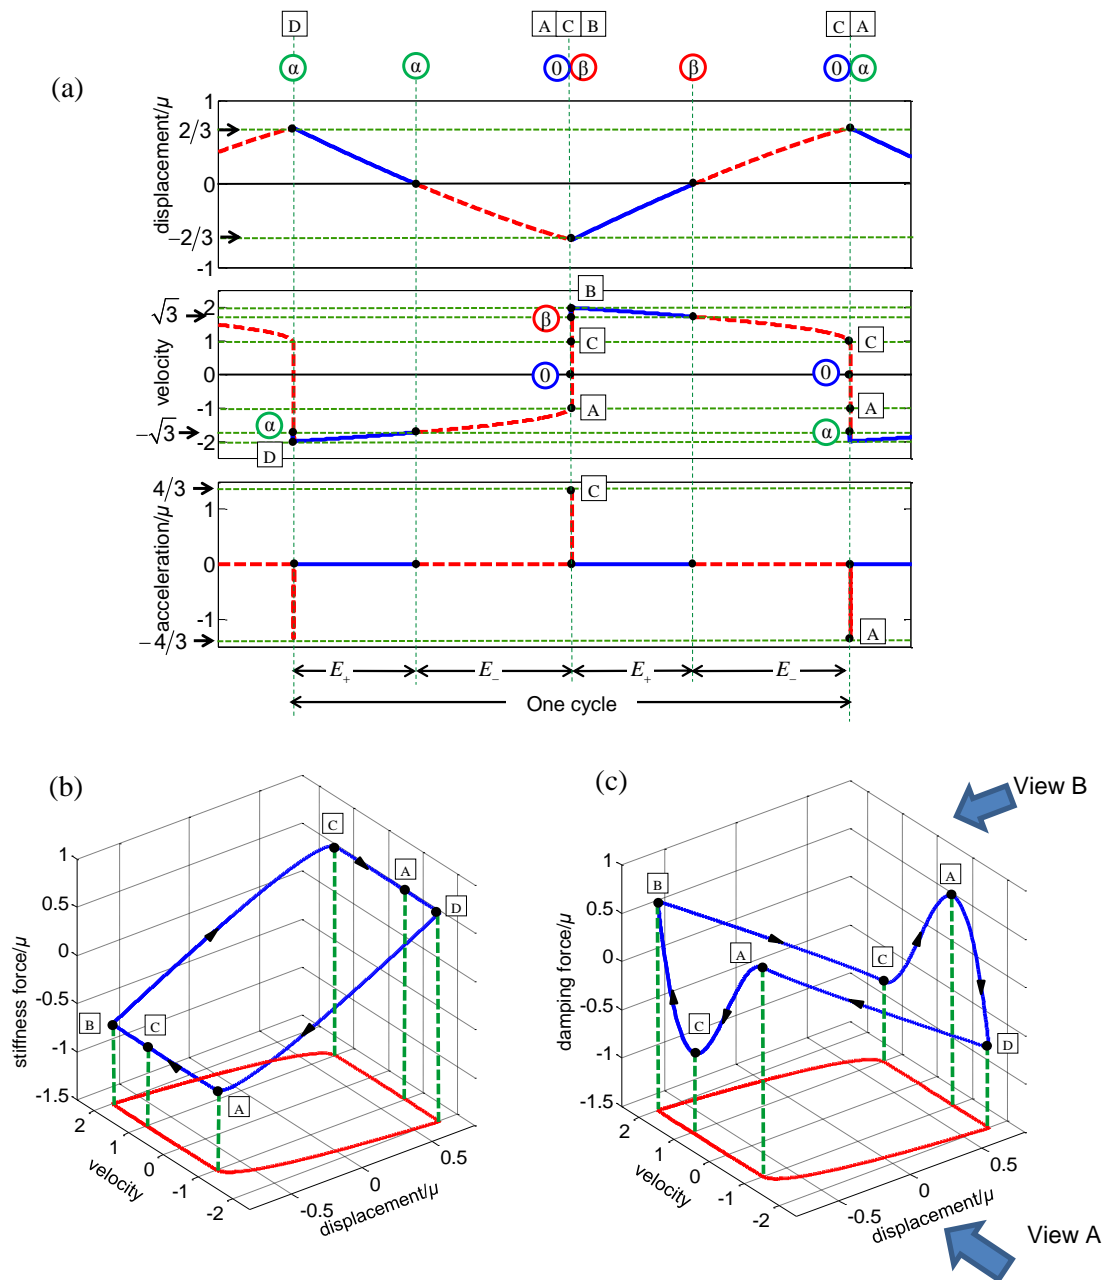 D A C B C A
α α 0 β β 0 α
(a)
displacement/μ
1
2/3
0
−2/3
-1
velocity
√3
2
1
0
-1
−√3
-2
B
β
C
C
0
0
A
A
α
α
D
acceleration/μ
4/3
1
0
-1
−4/3
C
A
E₊ E₋ E₊ E₋
One cycle
(b)
stiffness force/μ
1
0.5
0
-0.5
-1
-1.5
C
A
D
B
C
A
2
1
0
-1
-2
velocity
-0.5
0
0.5
displacement/μ
(c)
View B
damping force/μ
1
0.5
0
-0.5
-1
-1.5
B
A
A
C
C
D
2
1
0
-1
-2
velocity
-0.5
0
0.5
displacement/μ
View A